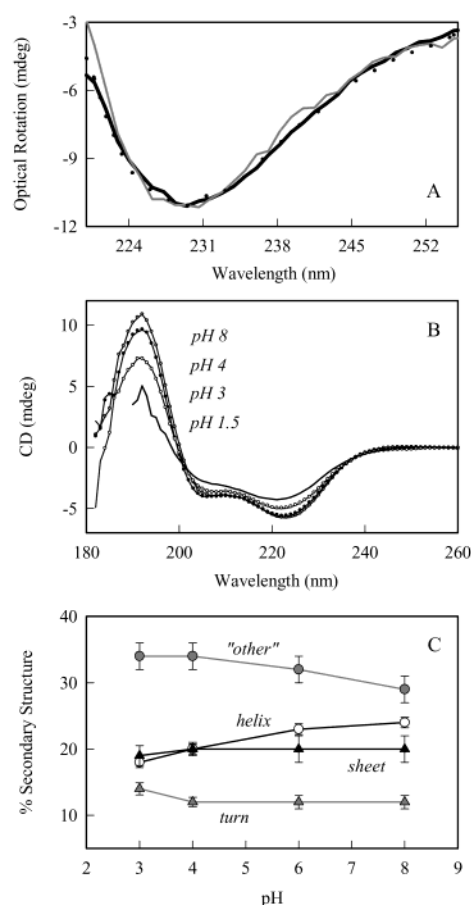 -3
-6
-9
-12
Optical Rotation (mdeg)
A
224 231 238 245 252
Wavelength (nm)
10
5
0
-5
CD (mdeg)
B
pH 8
pH 4
pH 3
pH 1.5
180 200 220 240 260
Wavelength (nm)
40
30
20
10
% Secondary Structure
C
"other"
helix
sheet
turn
2 3 4 5 6 7 8 9
pH